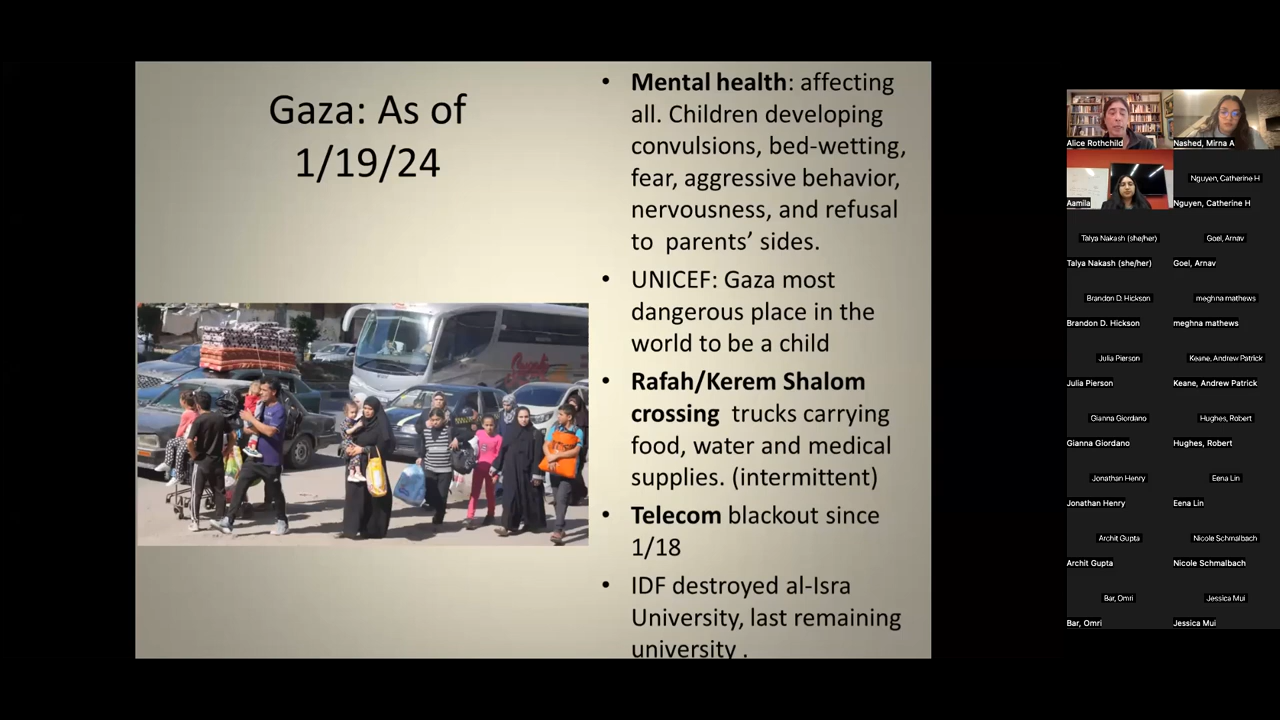 Gaza: As of
1/19/24
• Mental health: affecting
all. Children developing
convulsions, bed-wetting,
fear, aggressive behavior,
nervousness, and refusal
to  parents’ sides.
• UNICEF: Gaza most
dangerous place in the
world to be a child
• Rafah/Kerem Shalom
crossing  trucks carrying
food, water and medical
supplies. (intermittent)
• Telecom blackout since
1/18
• IDF destroyed al-Isra
University, last remaining
university .
Alice Rothchild
Nashed, Mirna A
Aamila
Nguyen, Catherine H
Nguyen, Catherine H
Talya Nakash (she/her)
Goel, Arnav
Talya Nakash (she/her)
Goel, Arnav
Brandon D. Hickson
meghna mathews
Brandon D. Hickson
meghna mathews
Julia Pierson
Keane, Andrew Patrick
Julia Pierson
Keane, Andrew Patrick
Gianna Giordano
Hughes, Robert
Gianna Giordano
Hughes, Robert
Jonathan Henry
Eena Lin
Jonathan Henry
Eena Lin
Archit Gupta
Nicole Schmalbach
Archit Gupta
Nicole Schmalbach
Bar, Omri
Jessica Mui
Bar, Omri
Jessica Mui